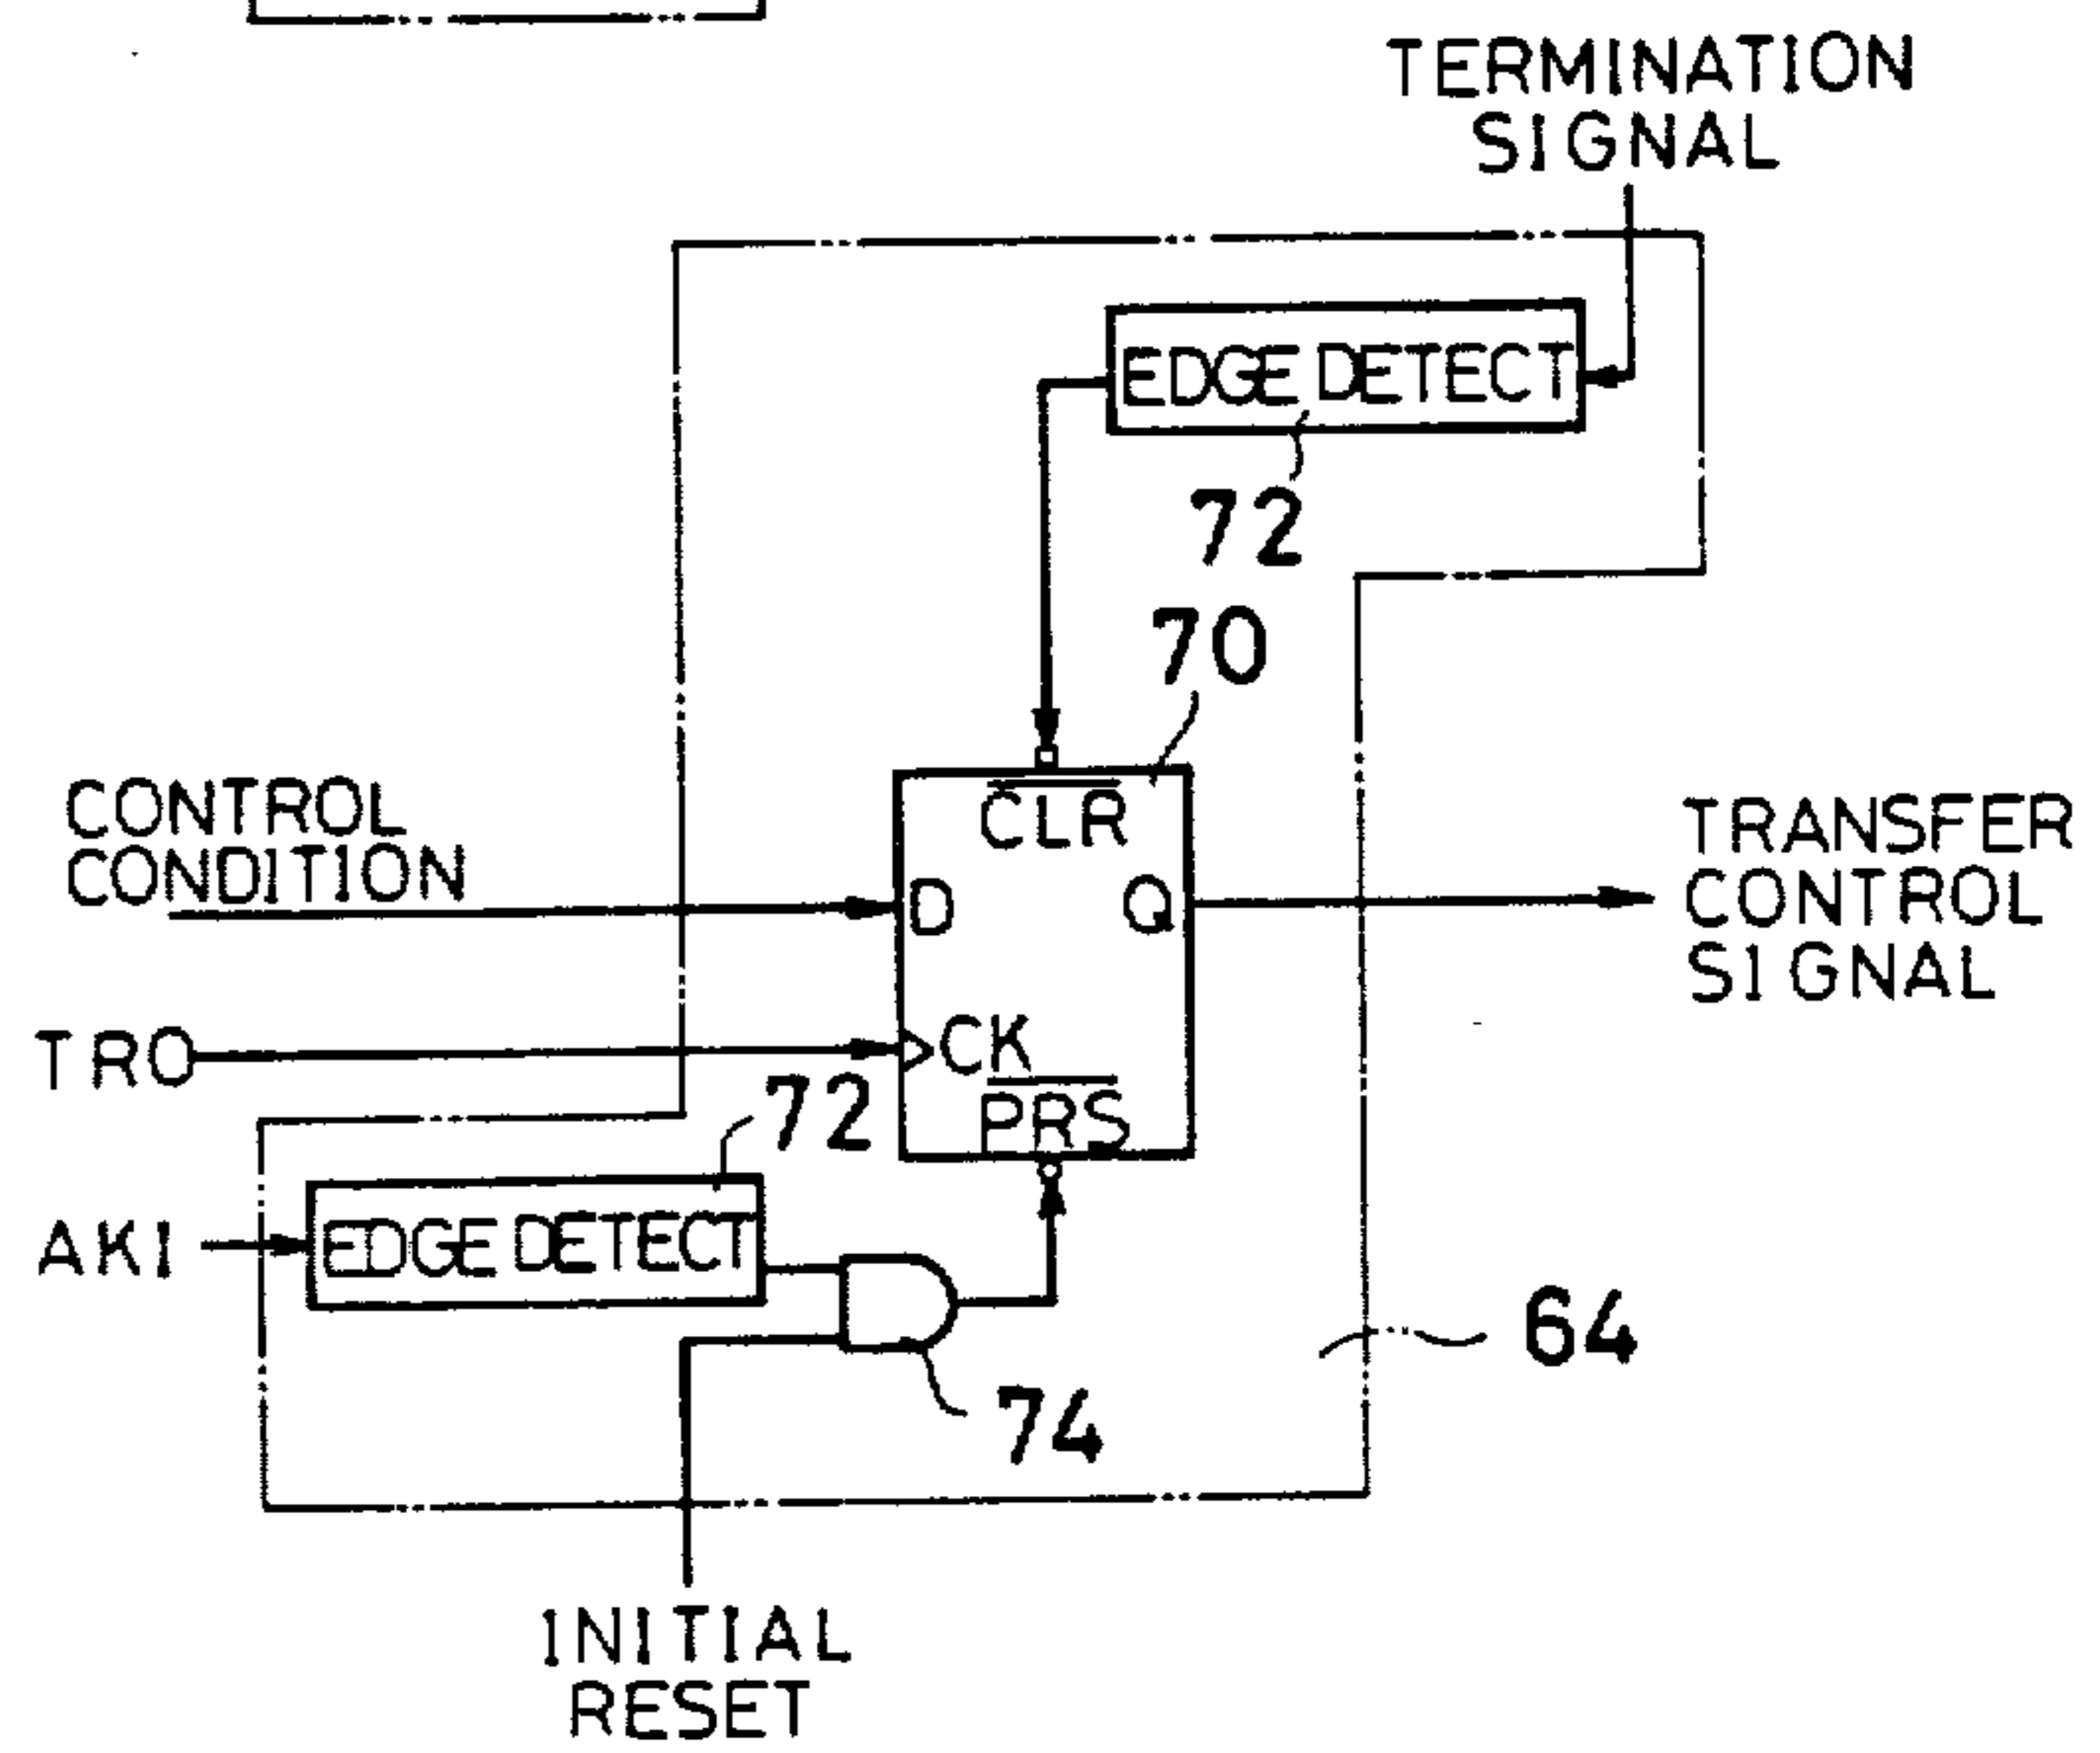 TERMINATION
SIGNAL
EDGE DETECT
72
70
CONTROL
CONDITION
CLR
D
Q
TRANSFER
CONTROL
SIGNAL
TRO
CK
72
PRS
AKI
EDGE DETECT
64
74
INITIAL
RESET